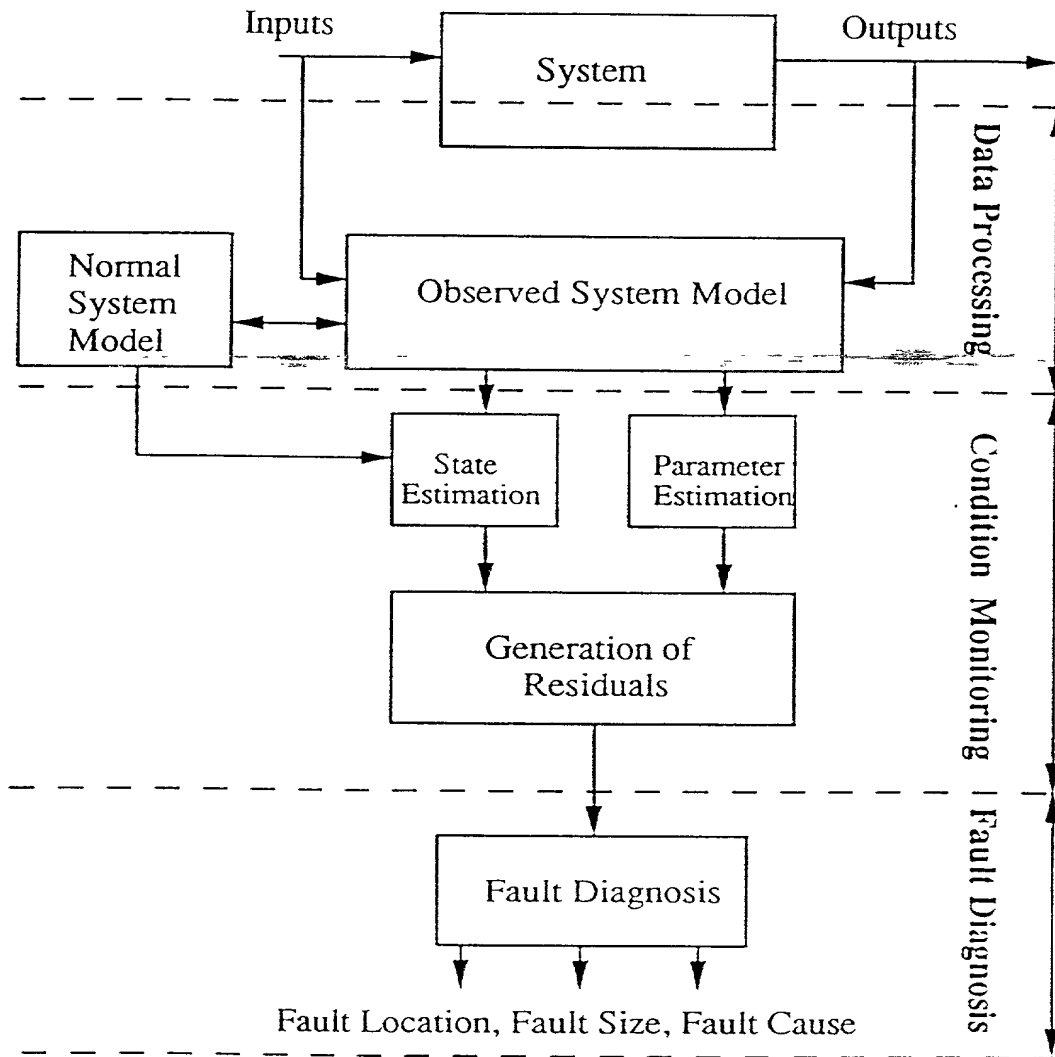 Inputs
Outputs
System
Data Processing
Normal
System
Model
Observed System Model
State
Estimation
Parameter
Estimation
Condition Monitoring
Generation of
Residuals
Fault Diagnosis
Fault Diagnosis
Fault Location, Fault Size, Fault Cause